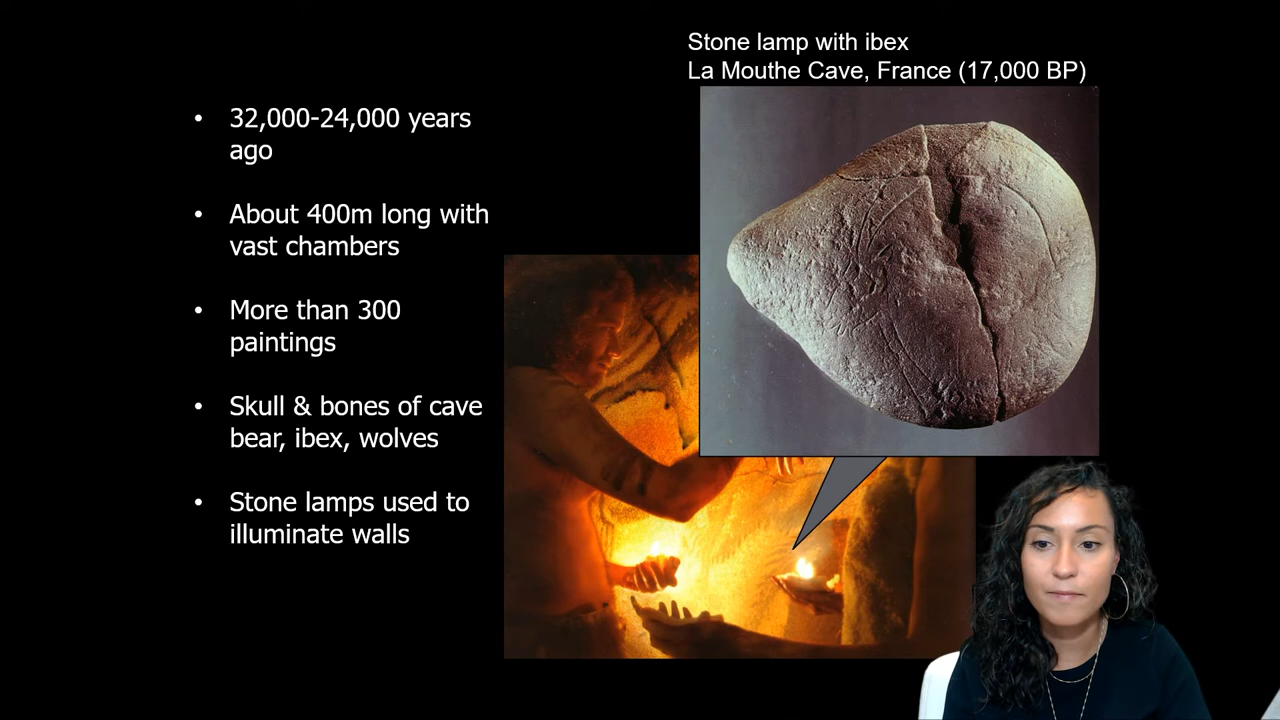 Stone lamp with ibex
La Mouthe Cave, France (17,000 BP)
• 32,000-24,000 years
ago
• About 400m long with
vast chambers
• More than 300
paintings
• Skull & bones of cave
bear, ibex, wolves
• Stone lamps used to
illuminate walls